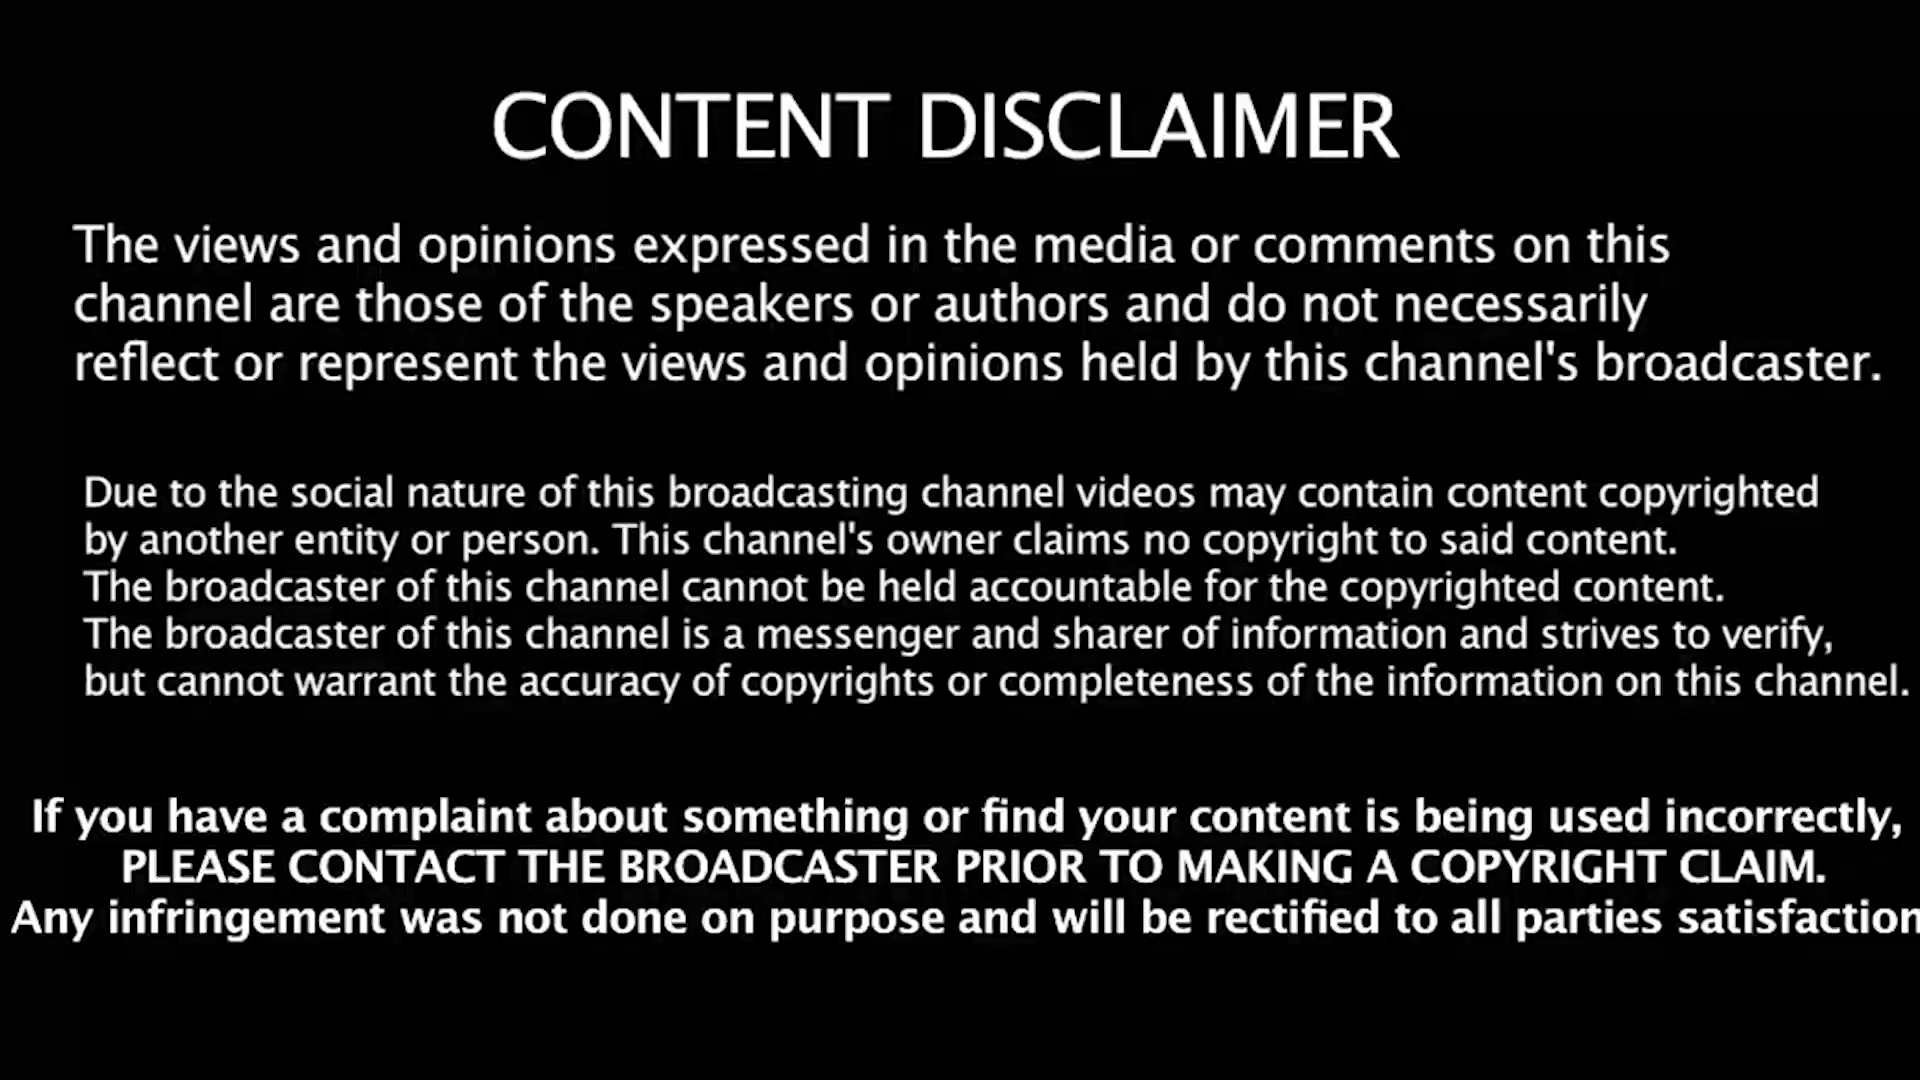 CONTENT DISCLAIMER
The views and opinions expressed in the media or comments on this
channel are those of the speakers or authors and do not necessarily
reflect or represent the views and opinions held by this channel's broadcaster.
Due to the social nature of this broadcasting channel videos may contain content copyrighted
by another entity or person. This channel's owner claims no copyright to said content.
The broadcaster of this channel cannot be held accountable for the copyrighted content.
The broadcaster of this channel is a messenger and sharer of information and strives to verify,
but cannot warrant the accuracy of copyrights or completeness of the information on this channel.
If you have a complaint about something or find your content is being used incorrectly,
PLEASE CONTACT THE BROADCASTER PRIOR TO MAKING A COPYRIGHT CLAIM.
Any infringement was not done on purpose and will be rectified to all parties satisfaction